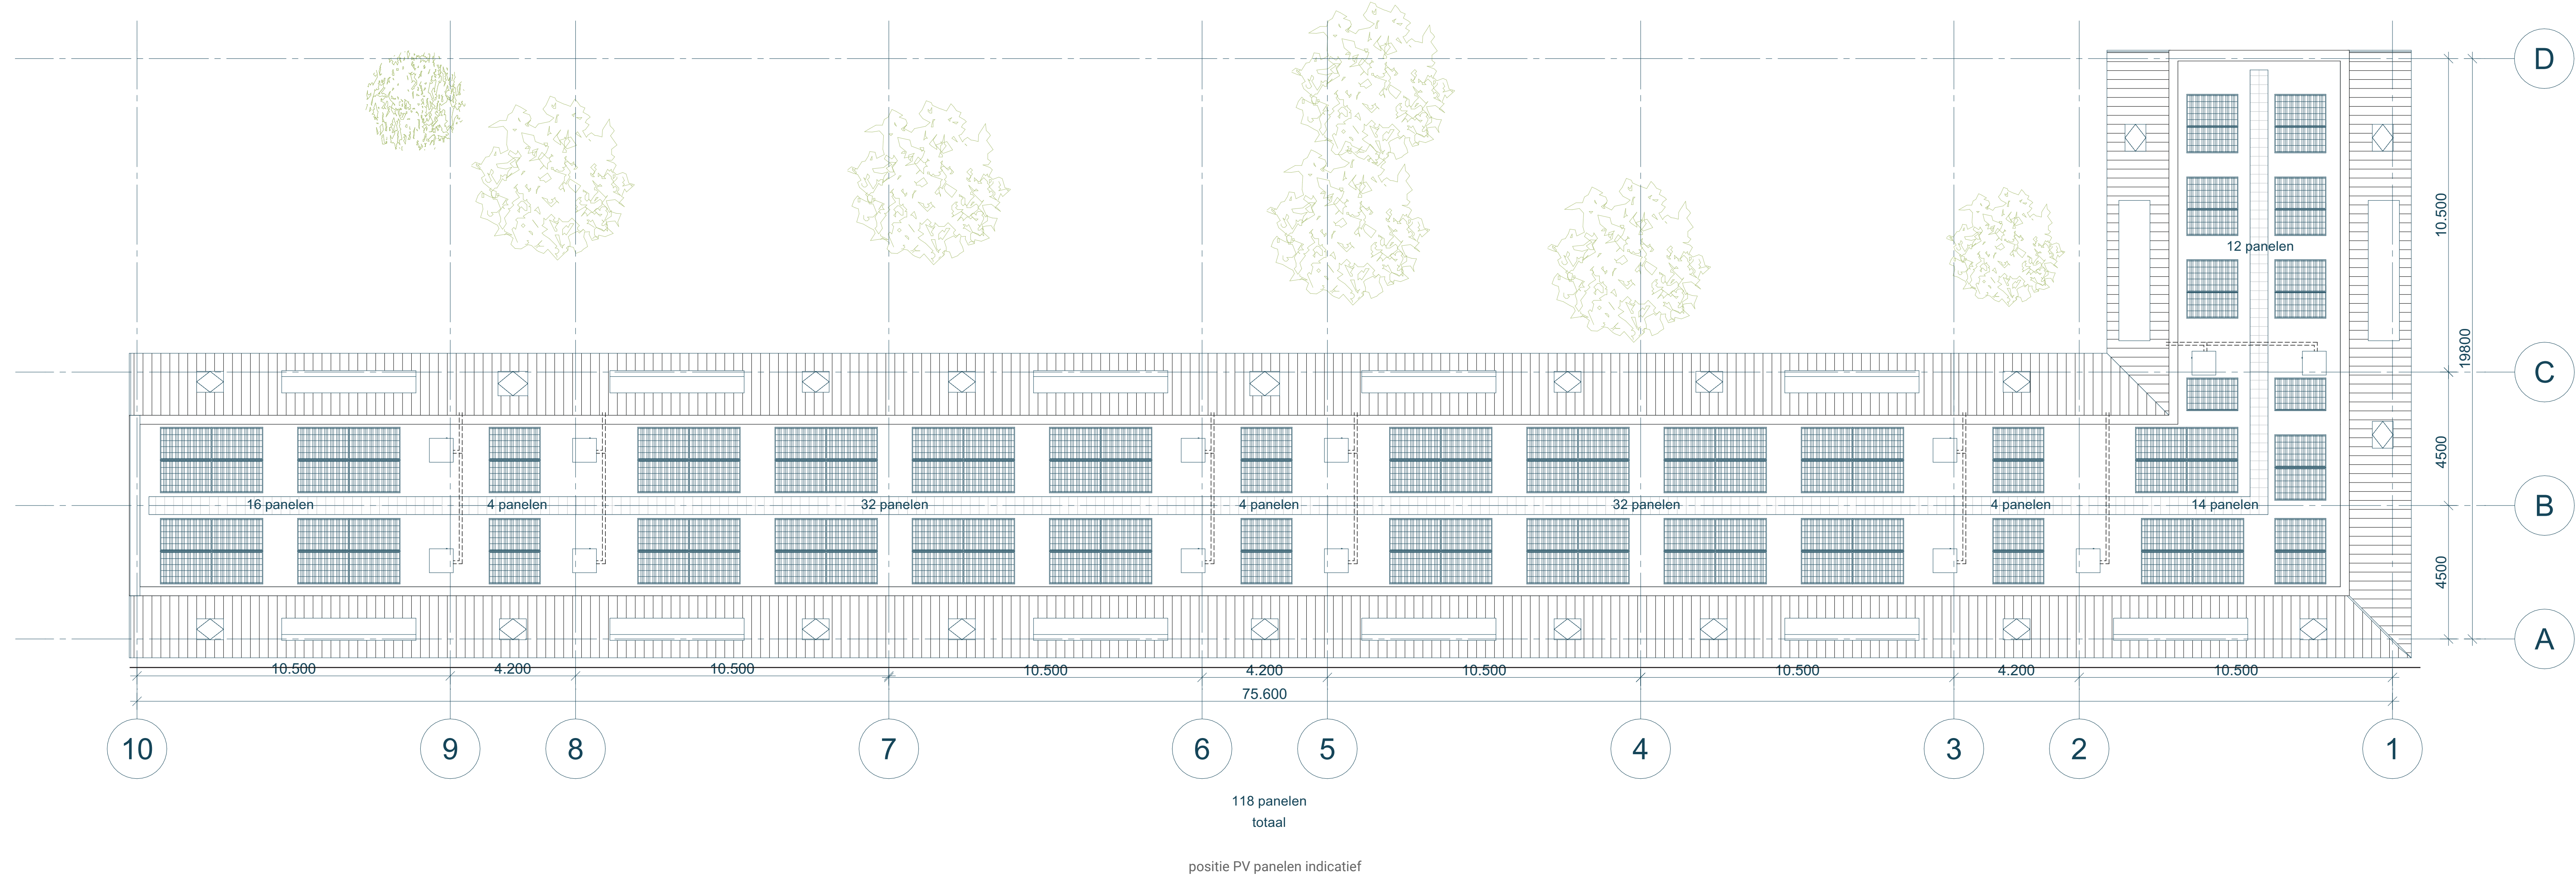 D
10.500
12 panelen
19800
C
4500
16 panelen
4 panelen
32 panelen
4 panelen
32 panelen
4 panelen
14 panelen
B
4500
A
10.500
4.200
10.500
10.500
4.200
10.500
10.500
4.200
10.500
75.600
10
9
8
7
6
5
4
3
2
1
118 panelen
totaal
positie PV panelen indicatief